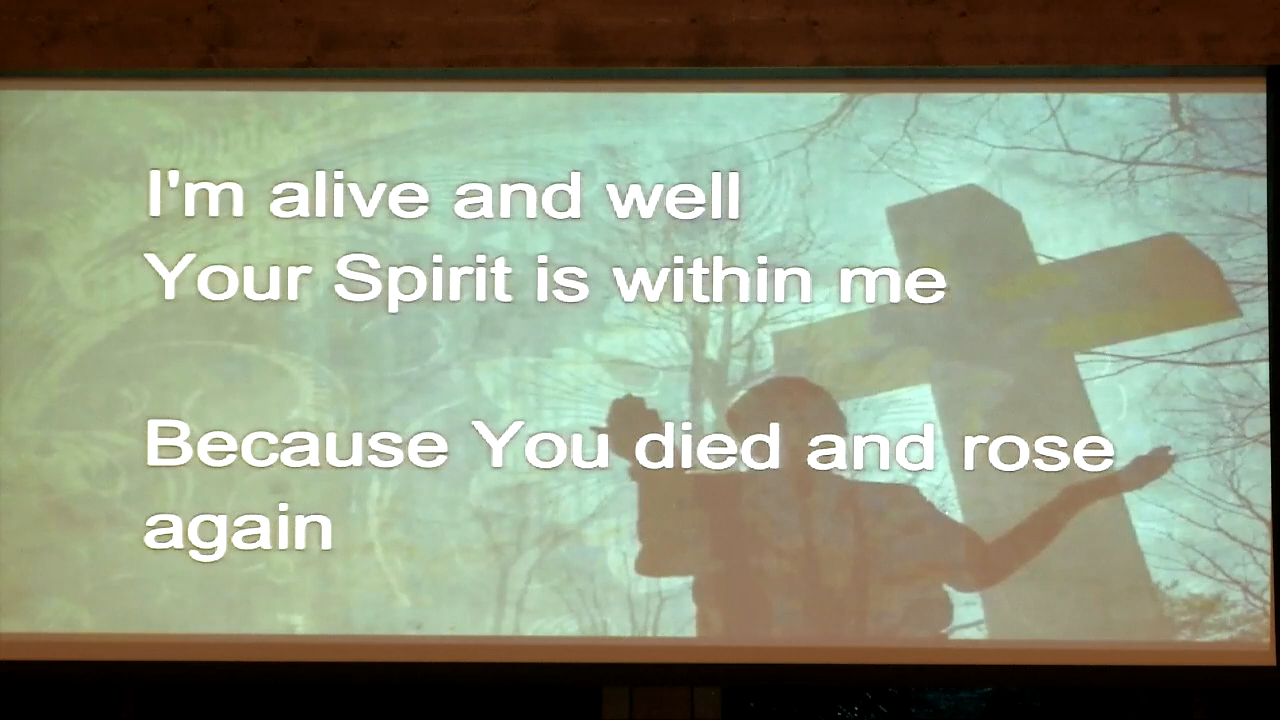 I'm alive and well
Your Spirit is within me
Because You died and rose
again